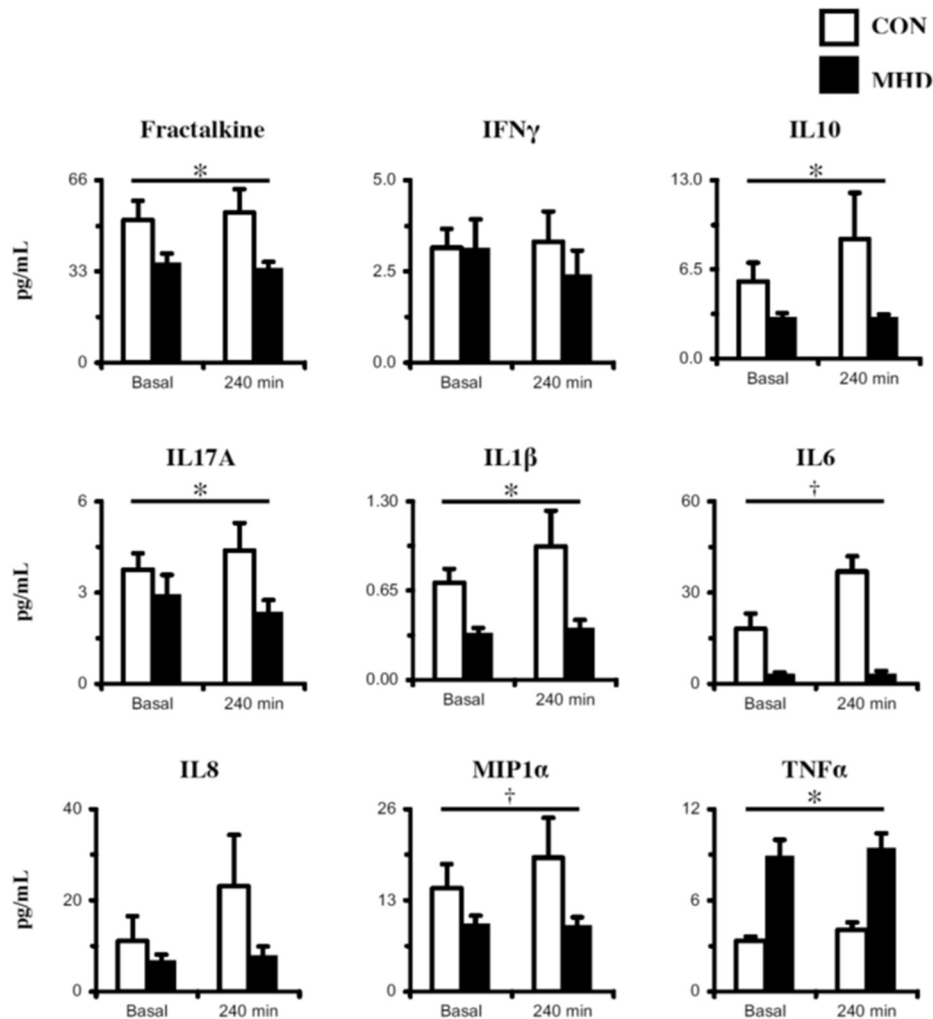 CON
MHD
Fractalkine
IFNγ
IL10
pg/mL
66
33
0
*
Basal
240 min
5.0
2.5
0.0
Basal
240 min
13.0
6.5
0.0
*
Basal
240 min
IL17A
IL1β
IL6
pg/mL
6
3
0
*
Basal
240 min
1.30
0.65
0.00
*
Basal
240 min
60
30
0
†
Basal
240 min
IL8
MIP1α
TNFα
pg/mL
40
20
0
Basal
240 min
26
13
0
†
Basal
240 min
12
6
0
*
Basal
240 min